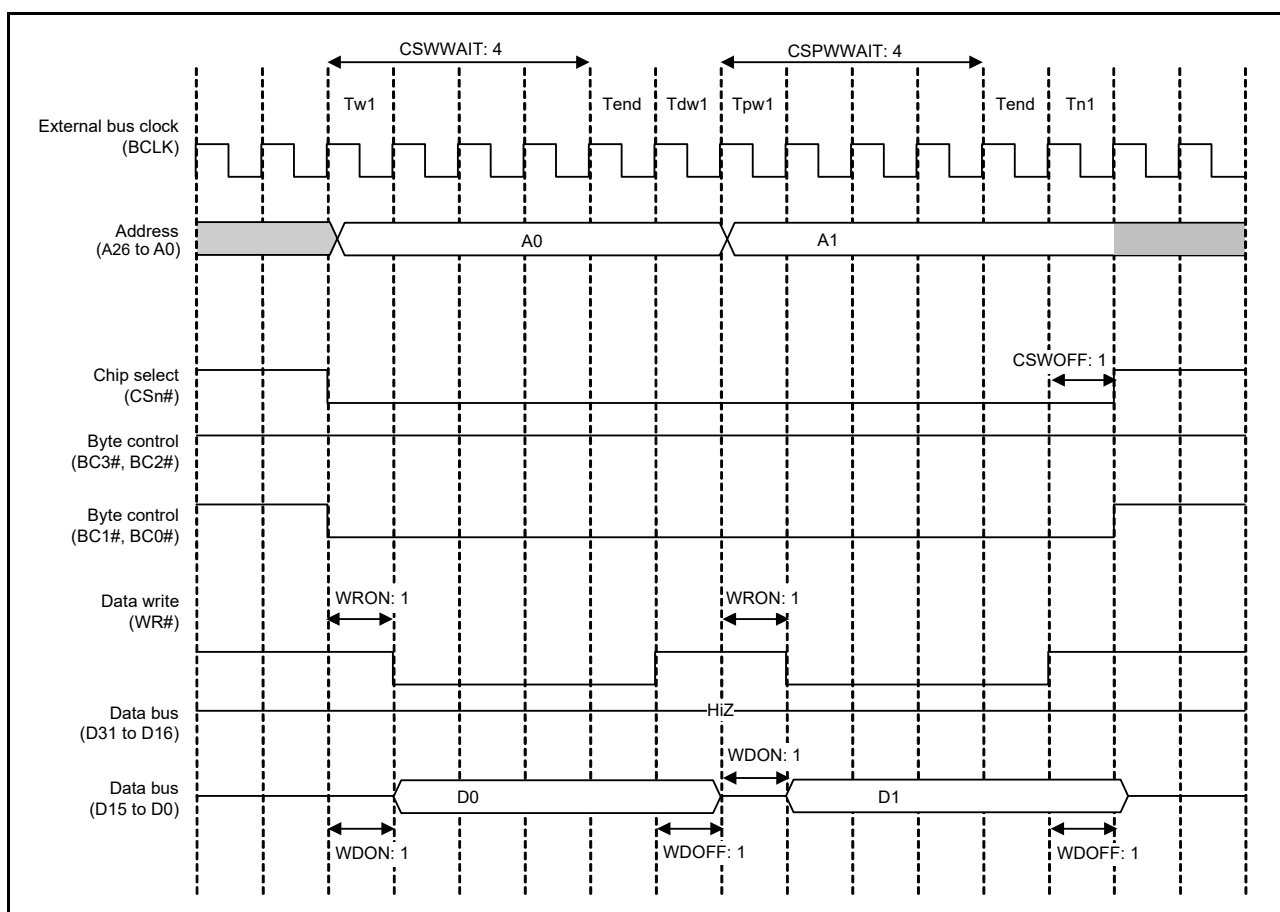 CSWWAIT: 4
CSPWWAIT: 4
Tw1
Tend
Tdw1
Tpw1
Tend
Tn1
External bus clock
(BCLK)
Address
(A26 to A0)
A0
A1
CSWOFF: 1
Chip select
(CSn#)
Byte control
(BC3#, BC2#)
Byte control
(BC1#, BC0#)
Data write
(WR#)
WRON: 1
WRON: 1
Data bus
(D31 to D16)
HiZ
WDON: 1
Data bus
(D15 to D0)
D0
D1
WDON: 1
WDOFF: 1
WDOFF: 1